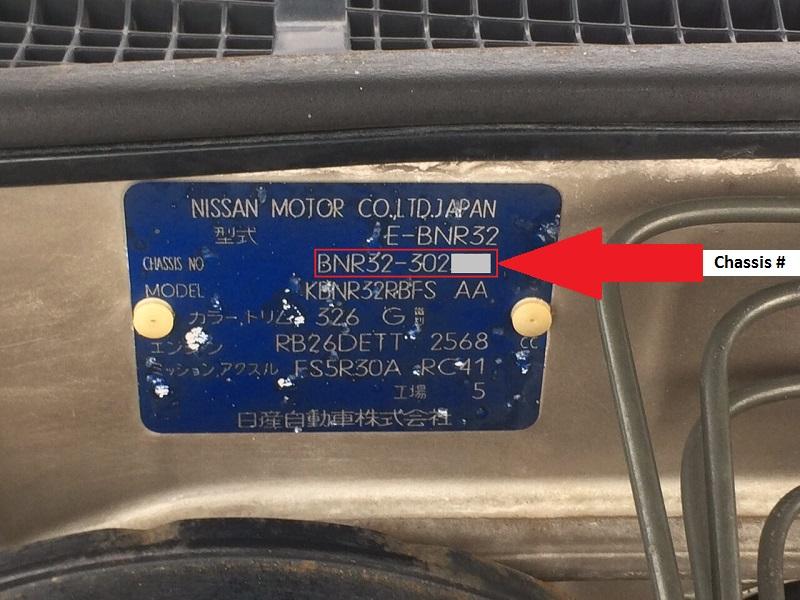 NISSAN MOTOR CO.,LTD.JAPAN
型式 E-BNR32
CHASSIS NO BNR32-302
Chassis #
MODEL KBNR32RBFS AA
カラー,トリム 326 G
エンジン RB26DETT 2568 cc
ミッション,アクスル FS5R30A RC41
工場 5
日産自動車株式会社